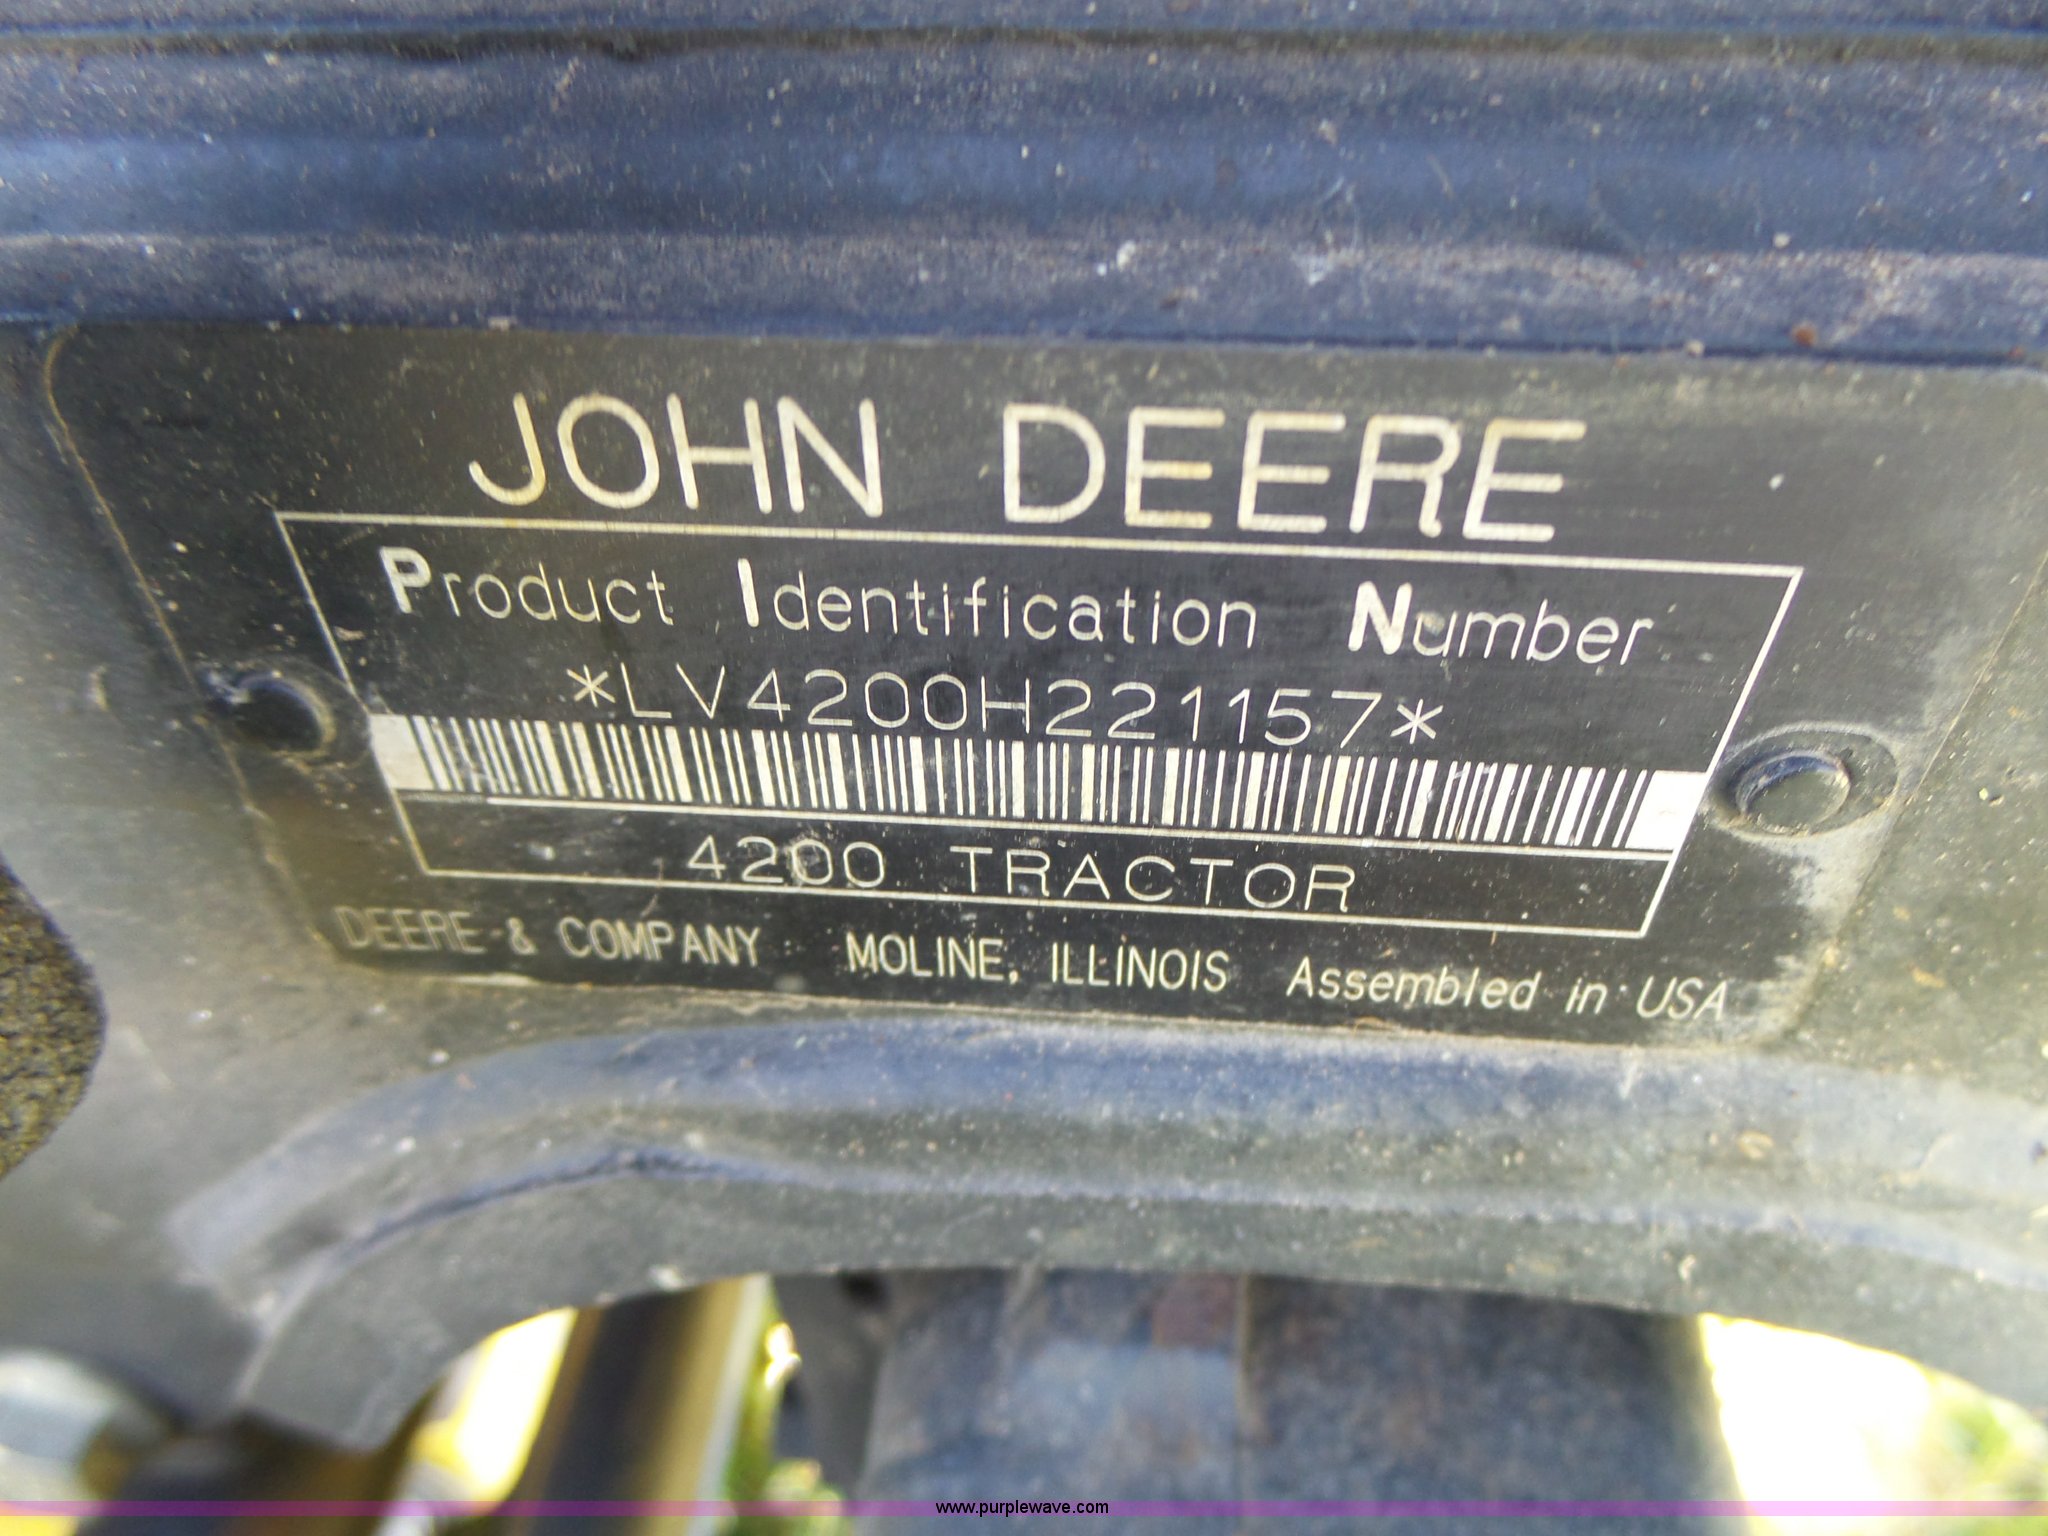 JOHN DEERE
Product Identification Number
*LV4200H221157*
4200 TRACTOR
DEERE & COMPANY MOLINE, ILLINOIS Assembled in USA
www.purplewave.com